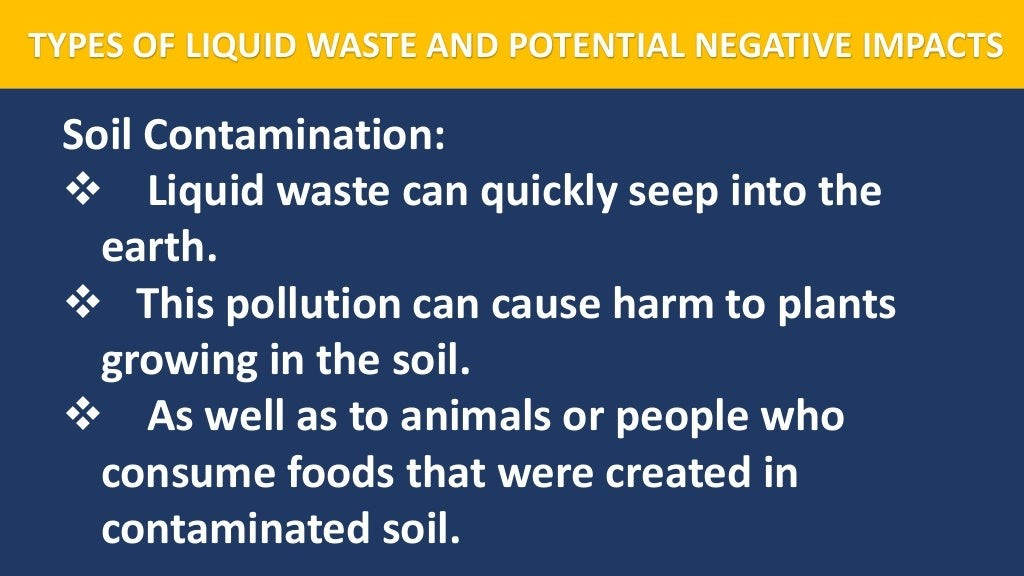 TYPES OF LIQUID WASTE AND POTENTIAL NEGATIVE IMPACTS
Soil Contamination:
❖ Liquid waste can quickly seep into the
earth.
❖ This pollution can cause harm to plants
growing in the soil.
❖ As well as to animals or people who
consume foods that were created in
contaminated soil.